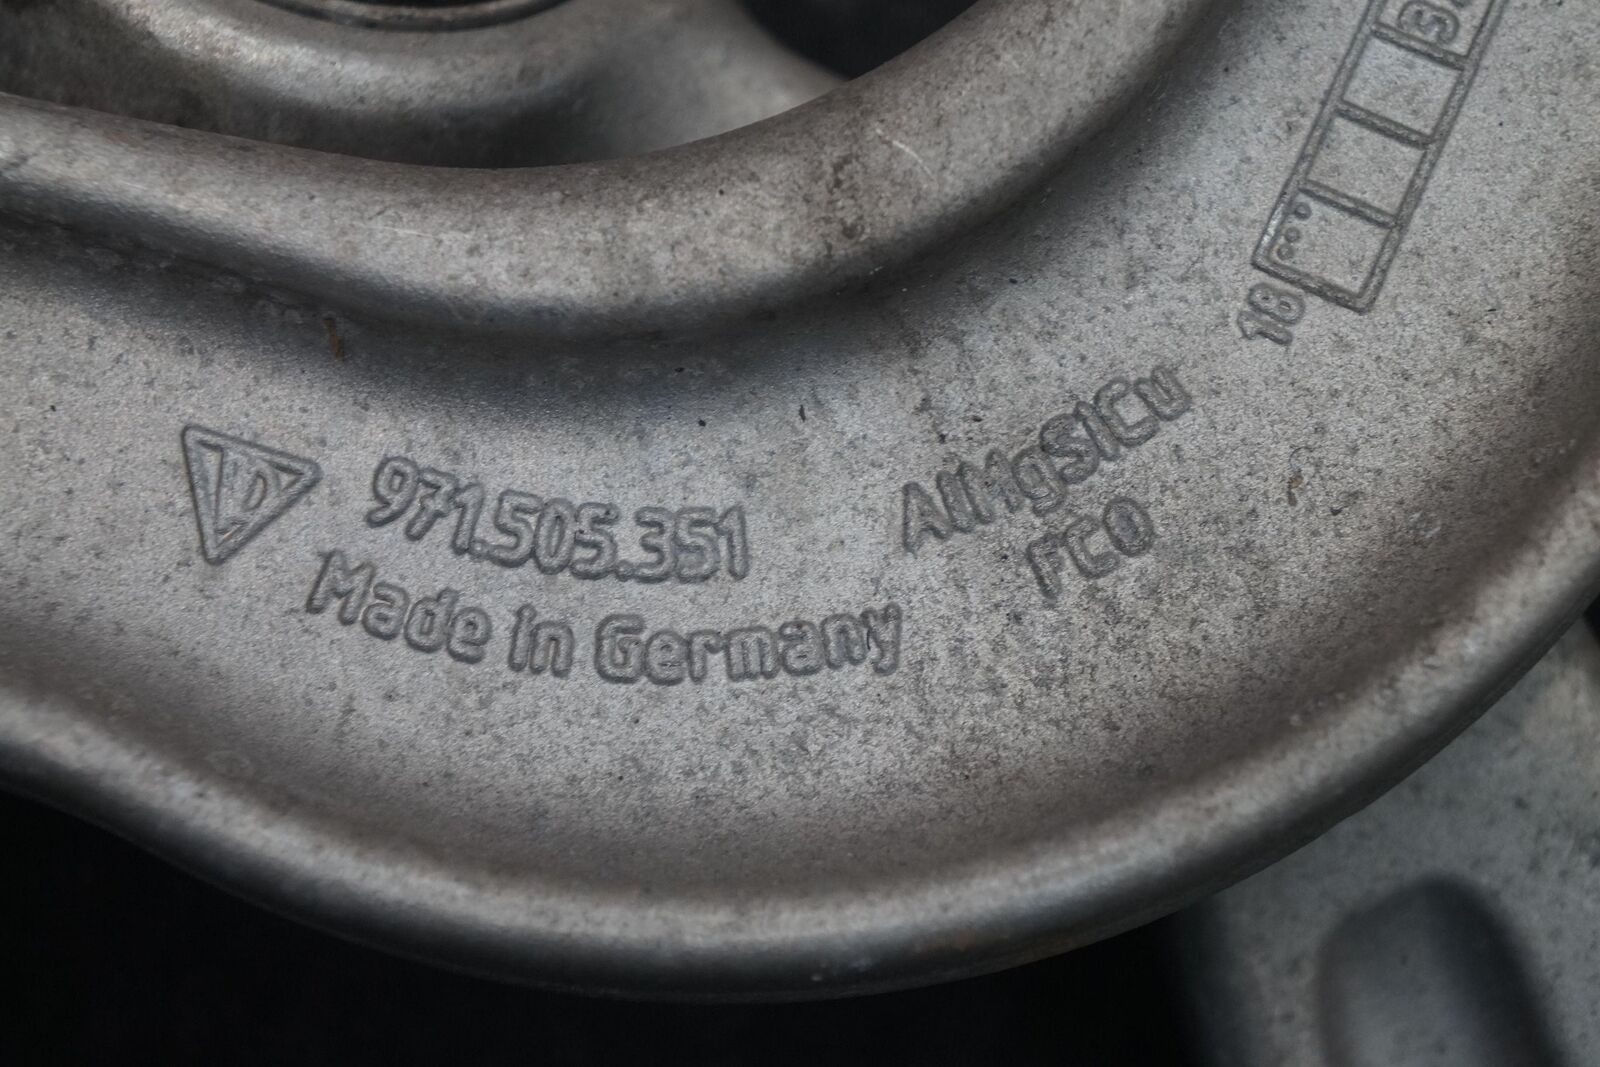 971.505.351
Made in Germany
AlMgSiCu
FCO
18